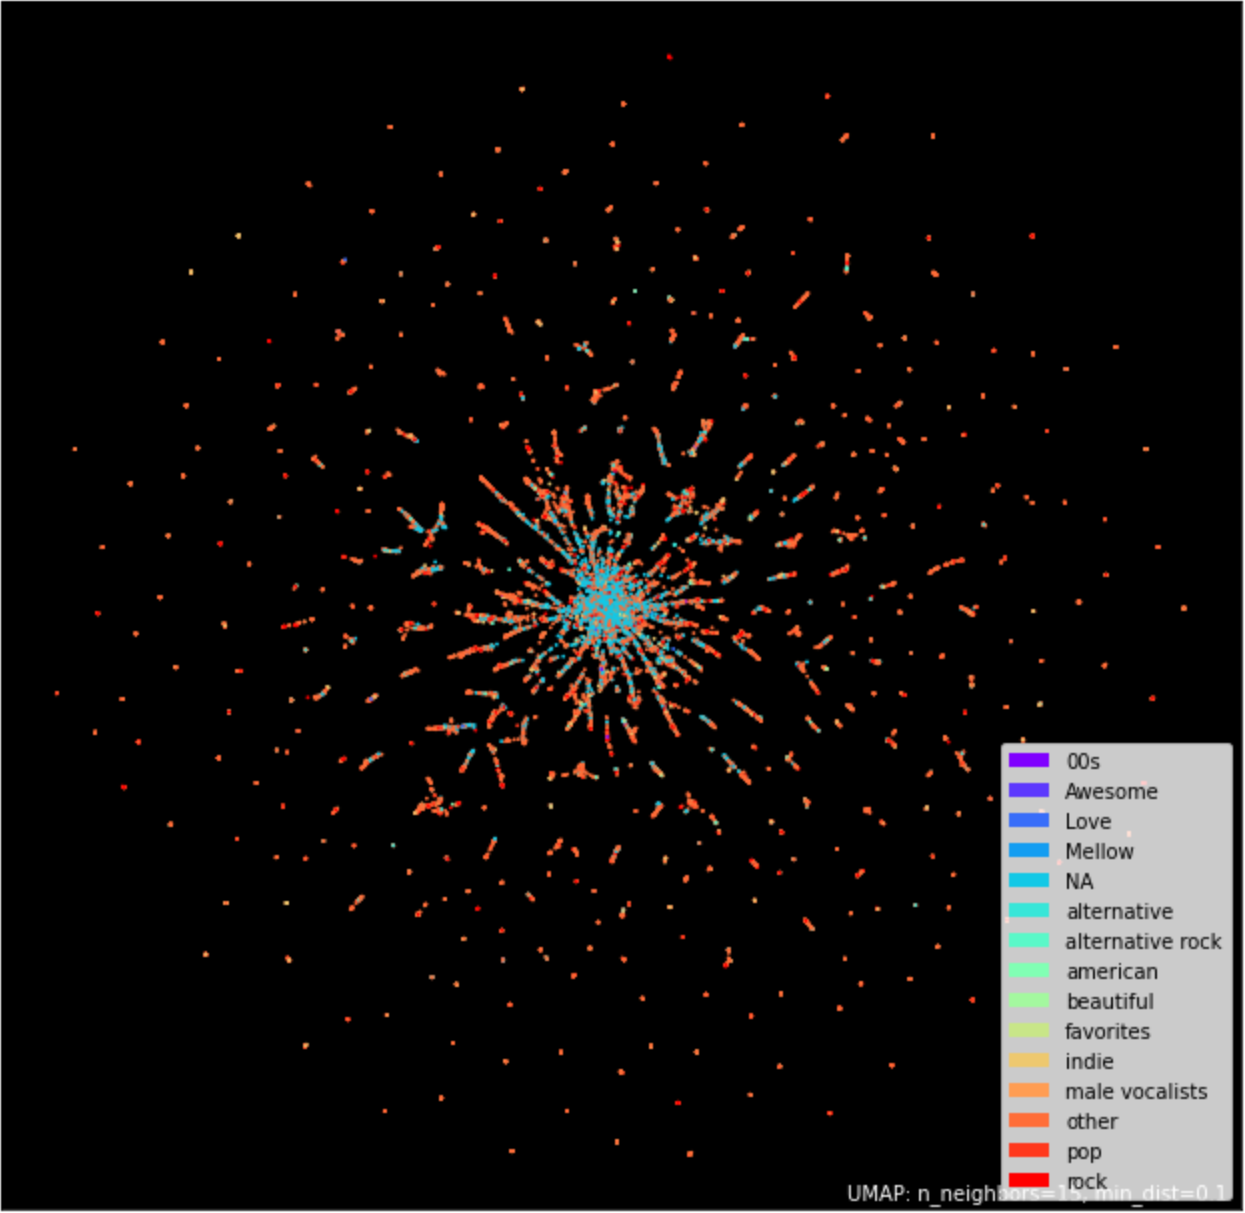 00s
Awesome
Love
Mellow
NA
alternative
alternative rock
american
beautiful
favorites
indie
male vocalists
other
pop
rock
UMAP: n_neighbors=15, min_dist=0.1